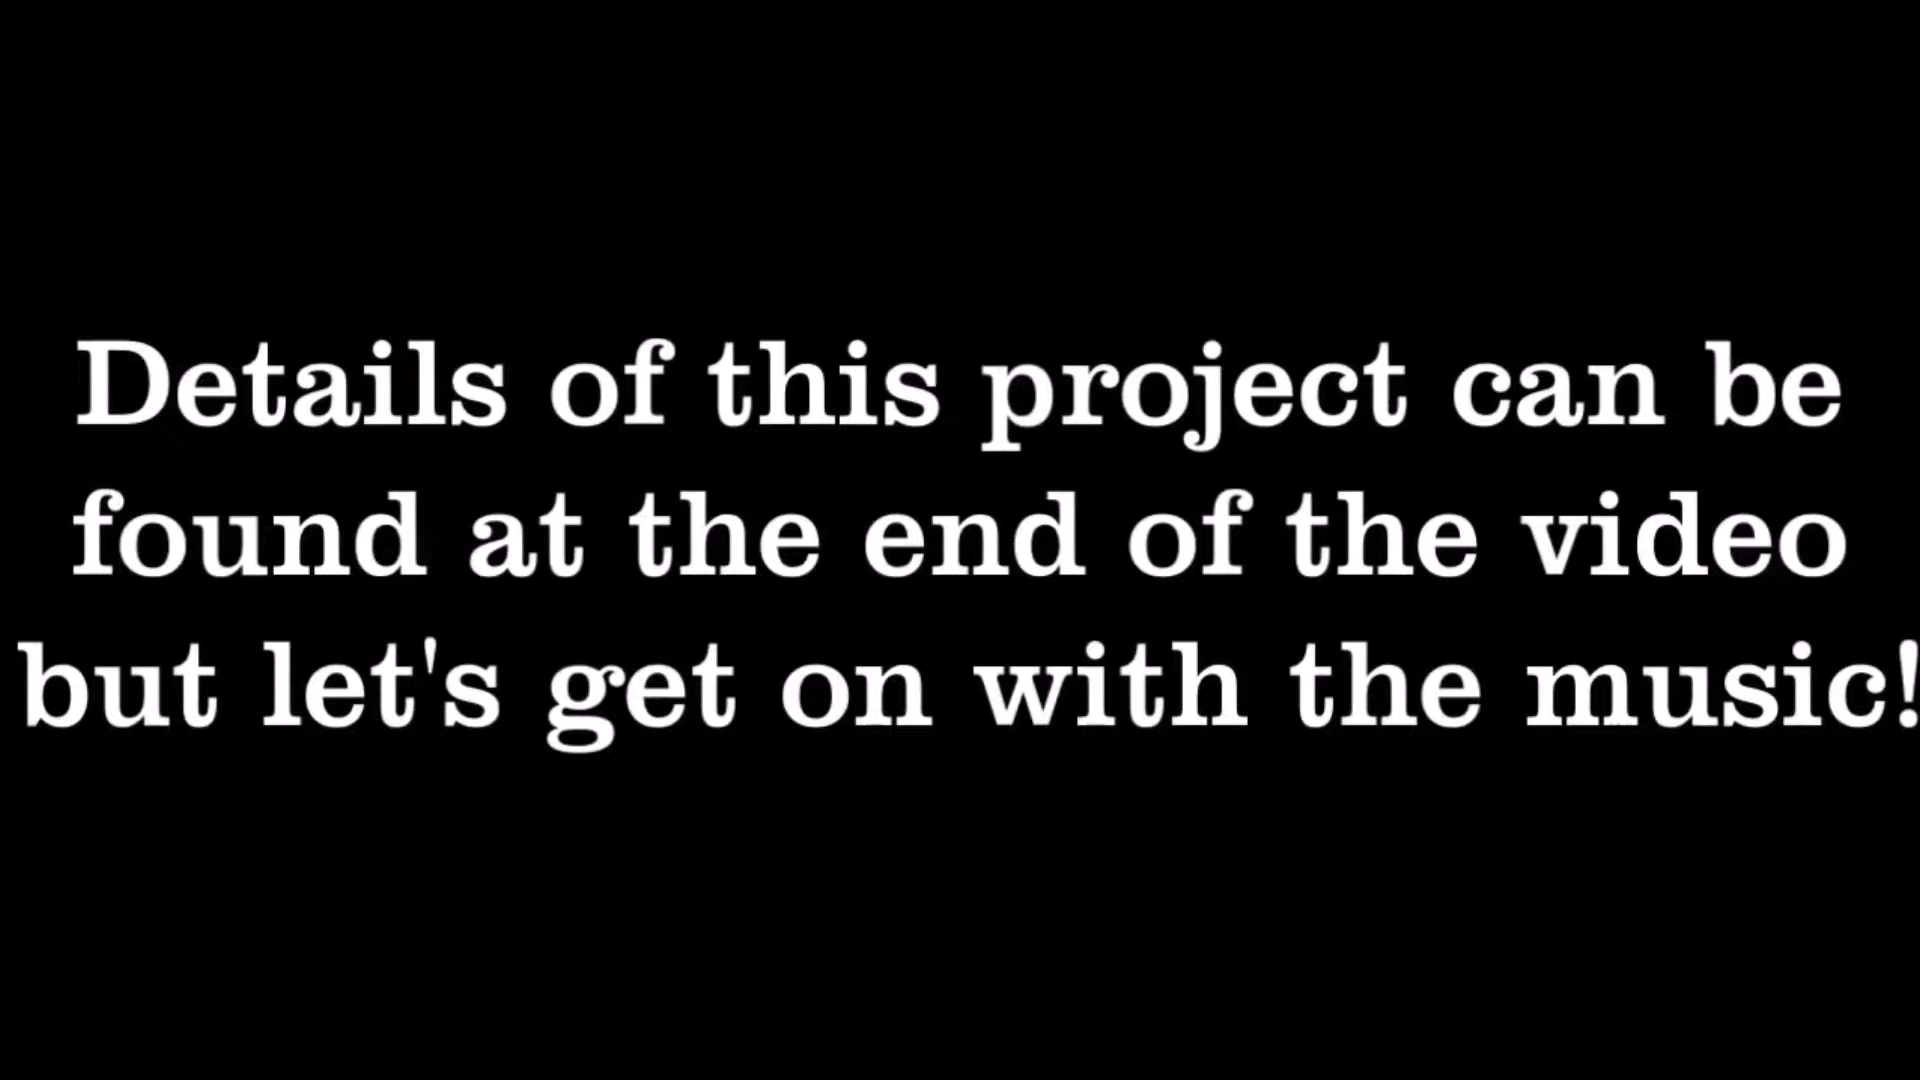 Details of this project can be
found at the end of the video
but let's get on with the music!